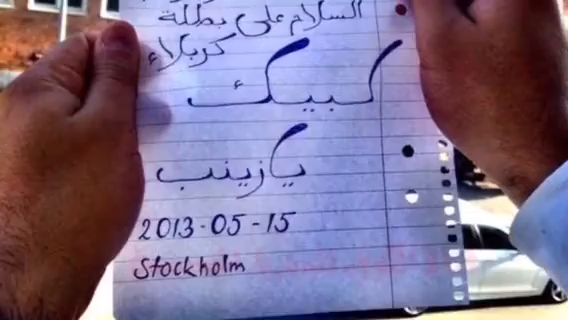 السلام على بطلة
كربلاء
لبيك
يا زينب
2013-05-15
Stockholm